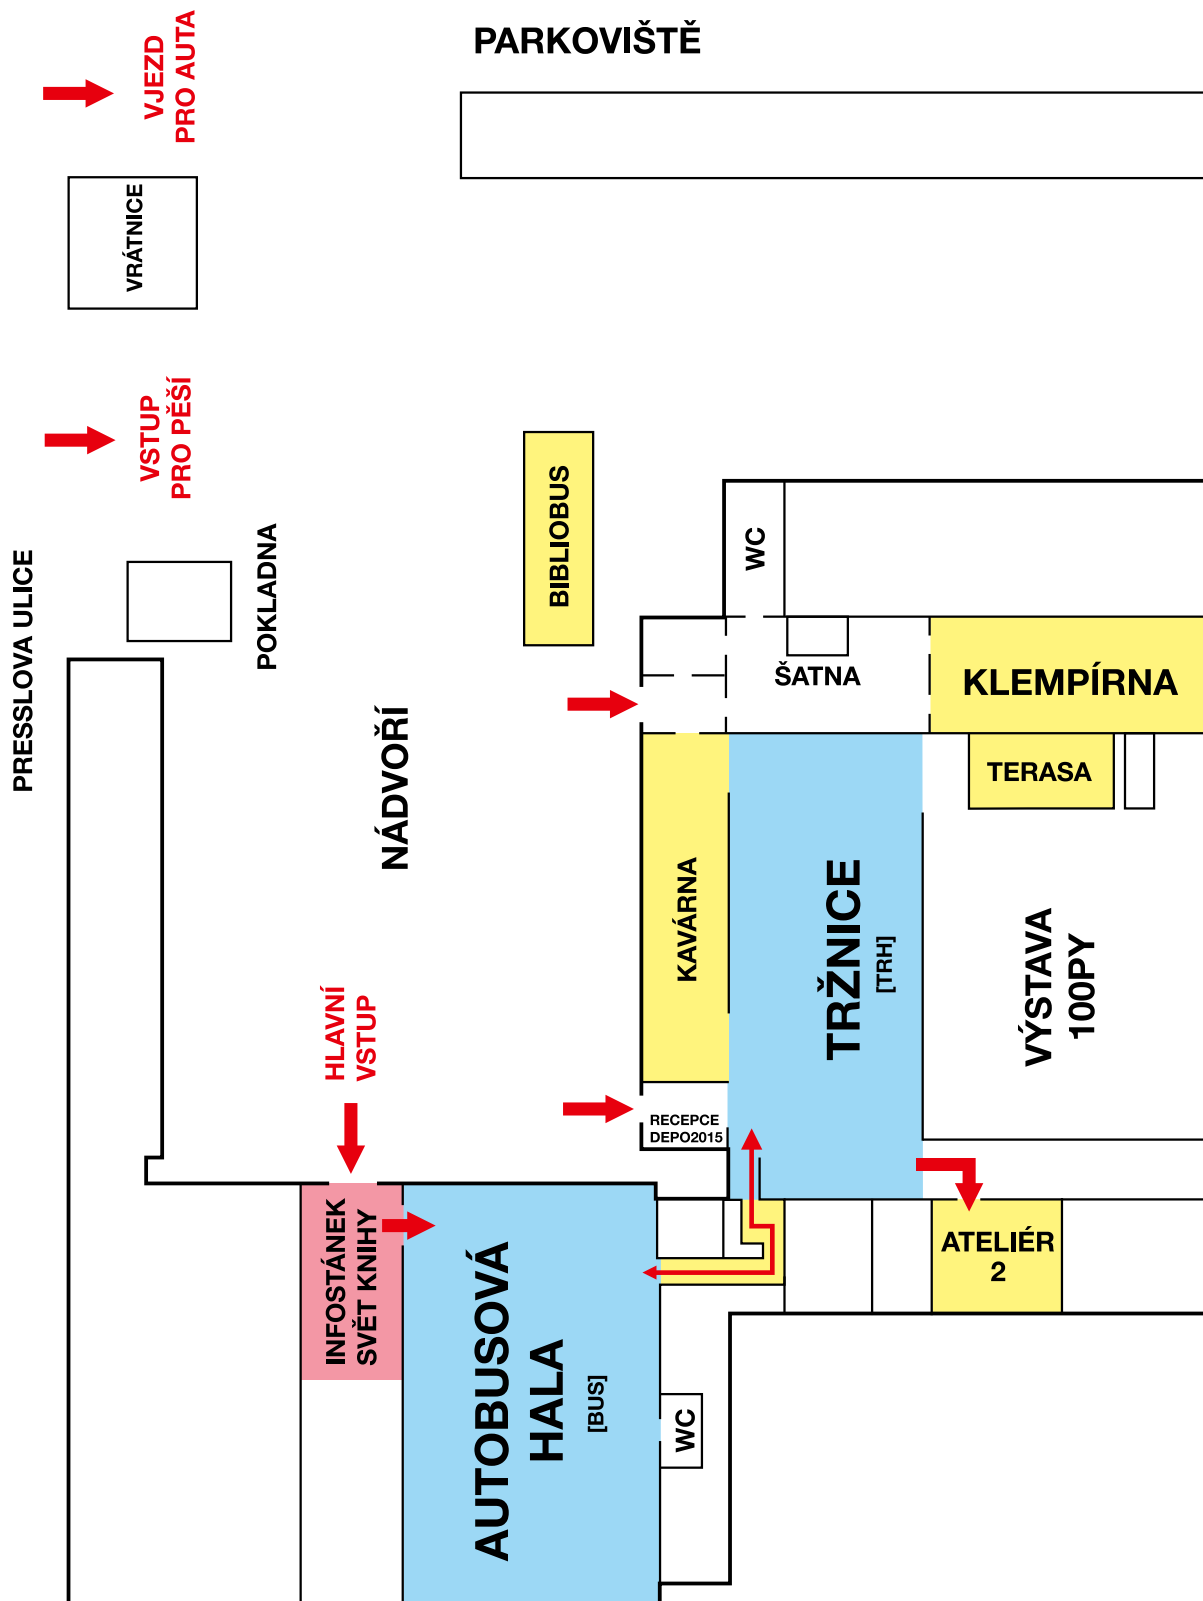 PARKOVIŠTĚ
VJEZD
PRO AUTA
VRÁTNICE
VSTUP
PRO PĚŠÍ
PRESSLOVA ULICE
POKLADNA
BIBLIOBUS
WC
ŠATNA
KLEMPÍRNA
TERASA
NÁDVOŘÍ
KAVÁRNA
TRŽNICE
[TRH]
VÝSTAVA
100PY
HLAVNÍ
VSTUP
RECEPCE
DEPO2015
INFOSTÁNEK
SVĚT KNIHY
AUTOBUSOVÁ
HALA
[BUS]
WC
ATELIÉR
2